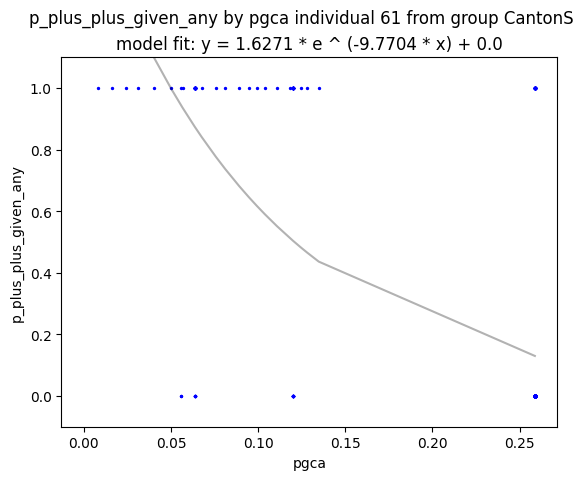 p_plus_plus_given_any by pgca individual 61 from group CantonS
model fit: y = 1.6271 * e ^ (-9.7704 * x) + 0.0
1.0
0.8
0.6
0.4
0.2
0.0
p_plus_plus_given_any
0.00 0.05 0.10 0.15 0.20 0.25
pgca